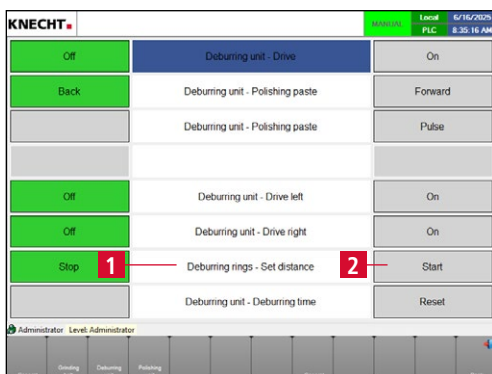 KNECHT
MANUAL Local 6/16/2025
PLC 8:35:16 AM
Off Deburring unit - Drive On
Back Deburring unit - Polishing paste Forward
Deburring unit - Polishing paste Pulse
Off Deburring unit - Drive left On
Off Deburring unit - Drive right On
Stop 1 Deburring rings - Set distance 2 Start
Deburring unit - Deburring time Reset
Administrator Level: Administrator
Grinding Deburring Polishing